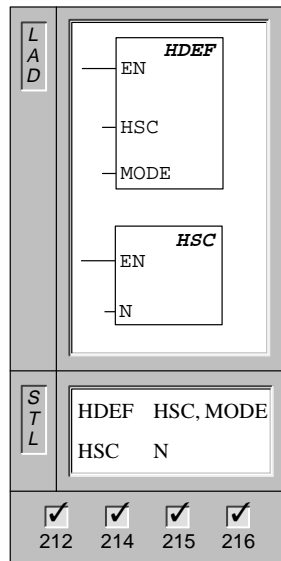 L
A
D
HDEF
EN
HSC
MODE
HSC
EN
N
S
T
L
HDEF HSC, MODE
HSC N
212 214 215 216